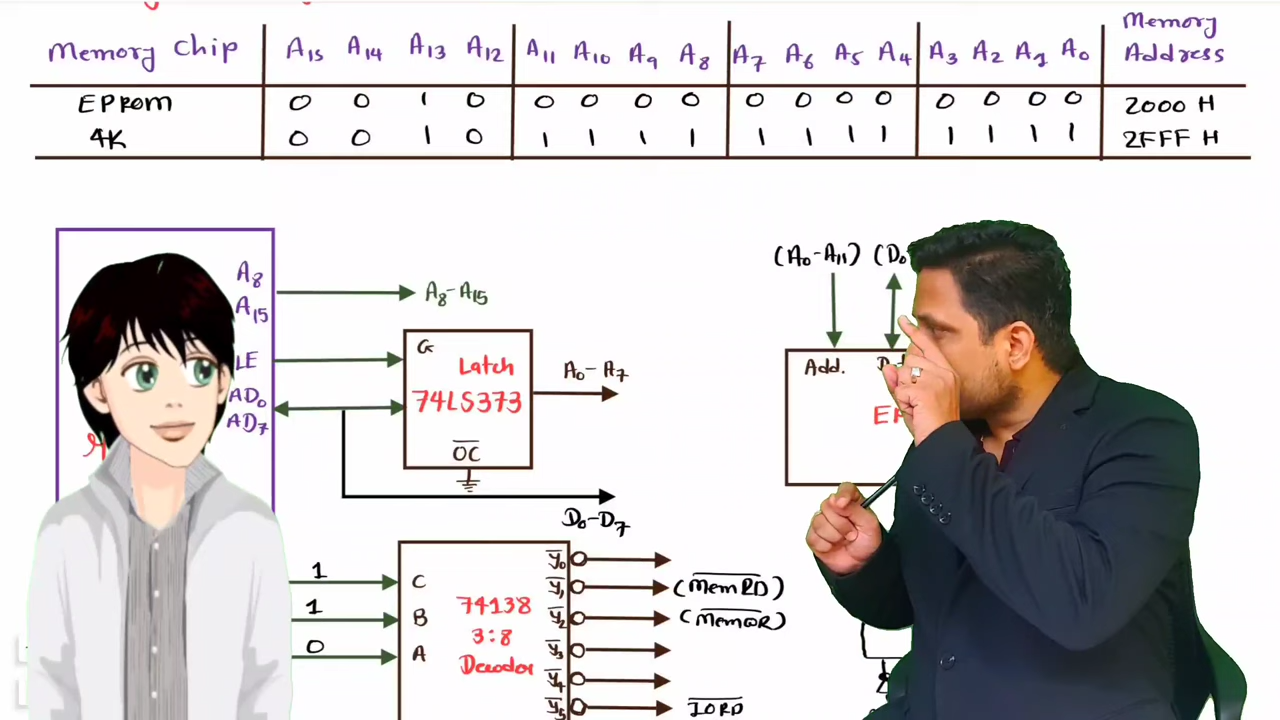 Memory Chip A15 A14 A13 A12 A11 A10 A9 A8 A7 A6 A5 A4 A3 A2 A1 A0 Memory Address
EPROM 0 0 1 0 0 0 0 0 0 0 0 0 0 0 0 0 2000 H
4K 0 0 1 0 1 1 1 1 1 1 1 1 1 1 1 1 2FFF H
A8
A15
A8-A15
LE
G
Latch
74LS373
OC
A0-A7
AD0
AD7
D0-D7
(A0-A11) (D0
Add.
1 C
1 B
0 A
74138
3:8
Decoder
y0
y1 (MemRD)
y2 (MemWR)
y3
y4
y5 IORD